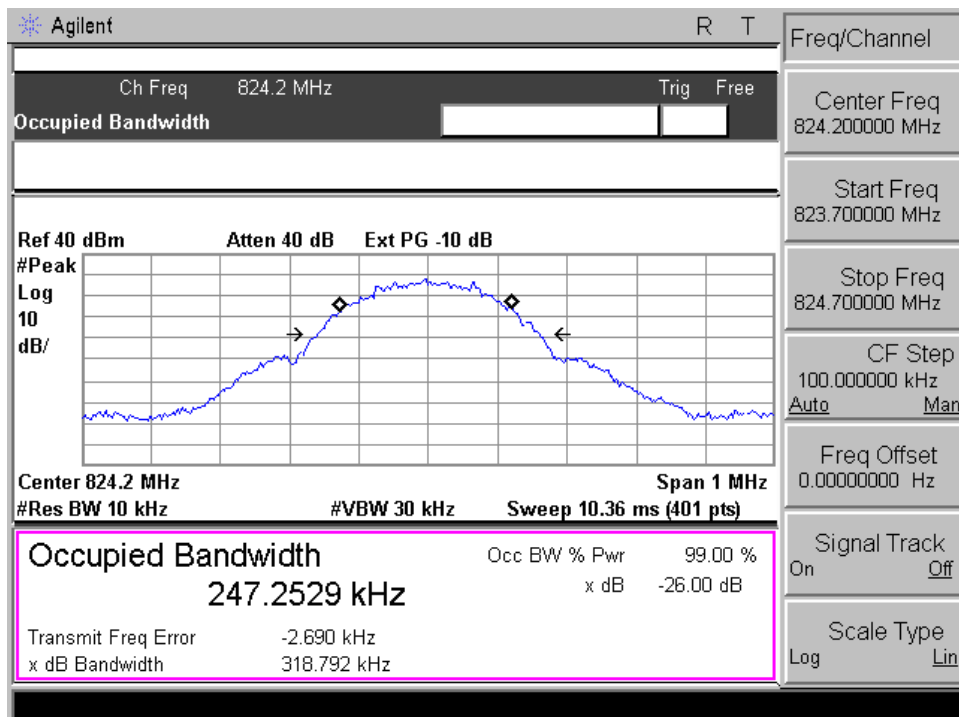 Agilent R T
Ch Freq 824.2 MHz Trig Free
Occupied Bandwidth
Ref 40 dBm Atten 40 dB Ext PG -10 dB
#Peak
Log
10
dB/
Center 824.2 MHz Span 1 MHz
#Res BW 10 kHz #VBW 30 kHz Sweep 10.36 ms (401 pts)
Occupied Bandwidth Occ BW % Pwr 99.00 %
247.2529 kHz x dB -26.00 dB
Transmit Freq Error -2.690 kHz
x dB Bandwidth 318.792 kHz
Freq/Channel
Center Freq
824.200000 MHz
Start Freq
823.700000 MHz
Stop Freq
824.700000 MHz
CF Step
100.000000 kHz
Auto Man
Freq Offset
0.00000000 Hz
Signal Track
On Off
Scale Type
Log Lin